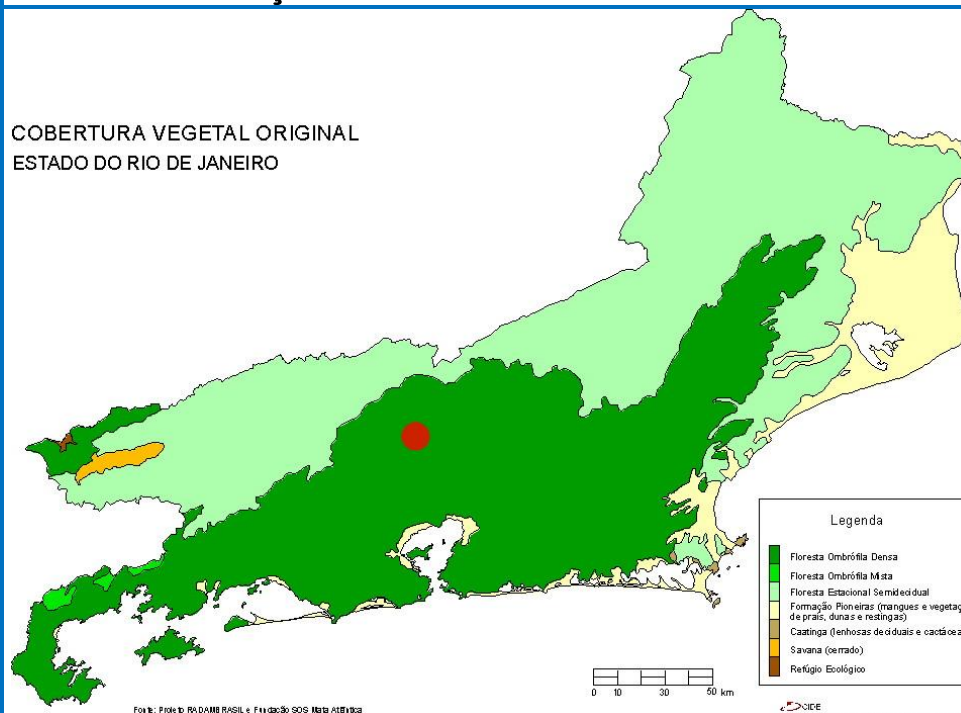 COBERTURA VEGETAL ORIGINAL
ESTADO DO RIO DE JANEIRO
Legenda
Floresta Ombrófila Densa
Floresta Ombrófila Mista
Floresta Estacional Semidecidual
Formação Pioneiras (mangues e vegetaç
de prais, dunas e restingas)
Caatinga (lenhosas deciduais e cactácea
Savana (cerrado)
Refúgio Ecológico
0 10 30 50 km
Fonte: Projeto RADAMBRASIL e Fundação SOS Mata Atlântica
CIDE